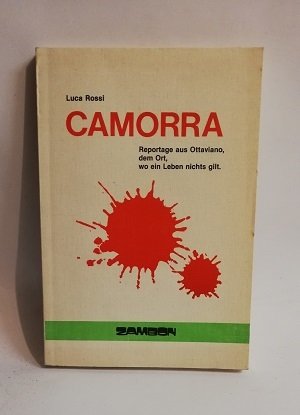 Luca Rossi
CAMORRA
Reportage aus Ottaviano,
dem Ort,
wo ein Leben nichts gilt.
ZAMBON